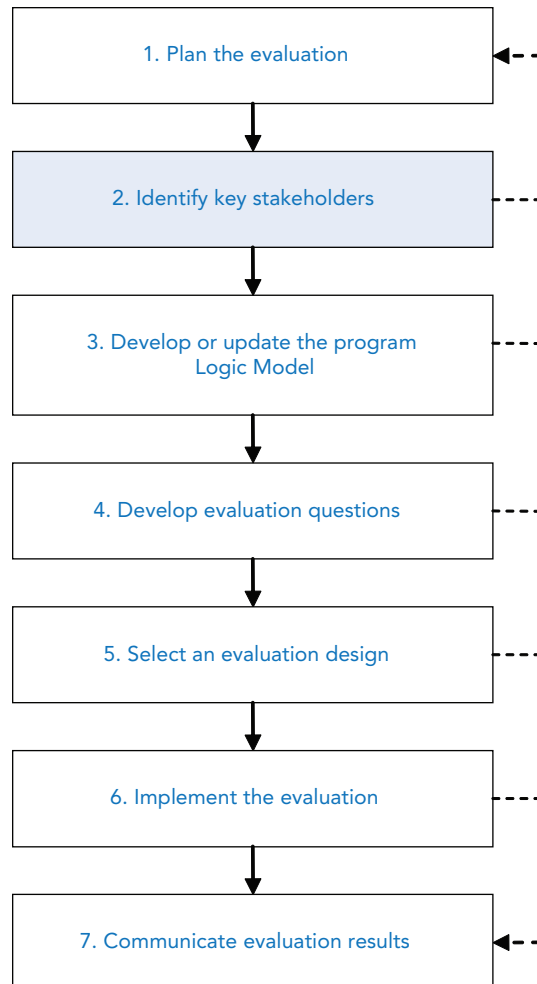 1. Plan the evaluation
2. Identify key stakeholders
3. Develop or update the program
Logic Model
4. Develop evaluation questions
5. Select an evaluation design
6. Implement the evaluation
7. Communicate evaluation results